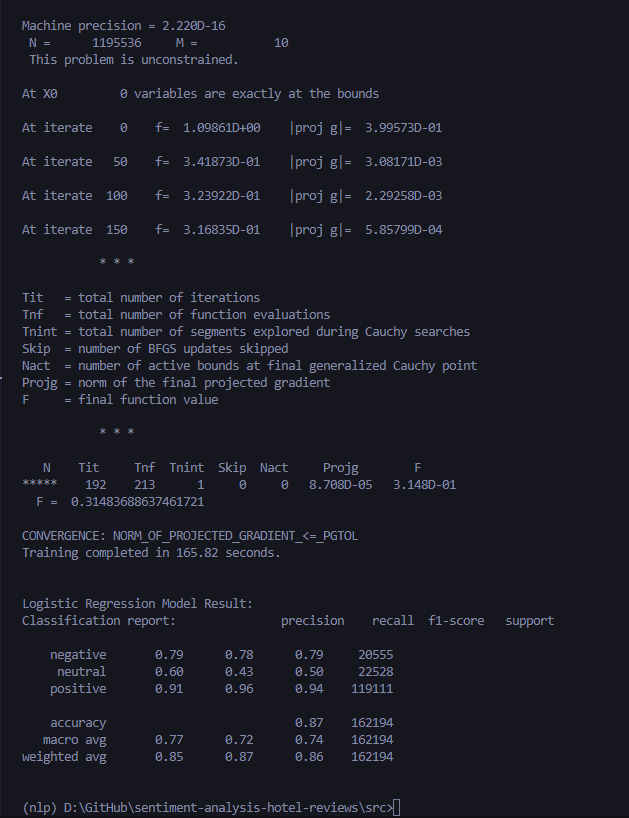 Machine precision = 2.220D-16
 N =      1195536     M =           10
 This problem is unconstrained.
At X0         0 variables are exactly at the bounds
At iterate    0    f=  1.09861D+00    |proj g|=  3.99573D-01
At iterate   50    f=  3.41873D-01    |proj g|=  3.08171D-03
At iterate  100    f=  3.23922D-01    |proj g|=  2.29258D-03
At iterate  150    f=  3.16835D-01    |proj g|=  5.85799D-04
           * * *
Tit   = total number of iterations
Tnf   = total number of function evaluations
Tnint = total number of segments explored during Cauchy searches
Skip  = number of BFGS updates skipped
Nact  = number of active bounds at final generalized Cauchy point
Projg = norm of the final projected gradient
F     = final function value
           * * *
   N    Tit     Tnf  Tnint  Skip  Nact     Projg        F
*****    192    213      1     0     0   8.708D-05   3.148D-01
  F =  0.31483688637461721
CONVERGENCE: NORM_OF_PROJECTED_GRADIENT_<=_PGTOL
Training completed in 165.82 seconds.
Logistic Regression Model Result:
Classification report:               precision    recall  f1-score   support
    negative       0.79      0.78      0.79     20555
     neutral       0.60      0.43      0.50     22528
    positive       0.91      0.96      0.94    119111
    accuracy                           0.87    162194
   macro avg       0.77      0.72      0.74    162194
weighted avg       0.85      0.87      0.86    162194
(nlp) D:\GitHub\sentiment-analysis-hotel-reviews\src>